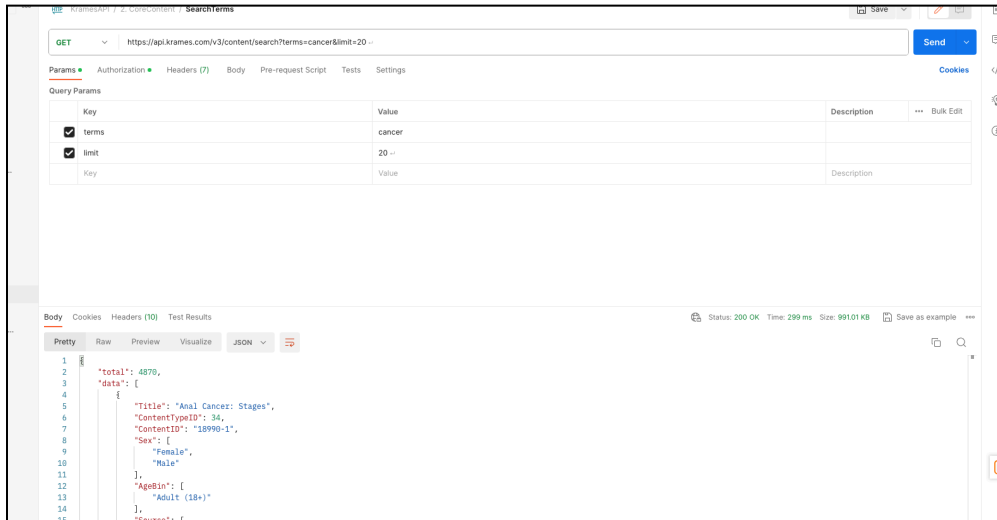 HTTP KramesAPI / 2. CoreContent / SearchTerms
Save
GET https://api.krames.com/v3/content/search?terms=cancer&limit=20 ↵
Send
Params Authorization Headers (7) Body Pre-request Script Tests Settings
Cookies
Query Params
Key Value Description ••• Bulk Edit
terms cancer
limit 20 ↵
Key Value Description
Body Cookies Headers (10) Test Results
Status: 200 OK Time: 299 ms Size: 991.01 KB Save as example •••
Pretty Raw Preview Visualize JSON
1 {
2 "total": 4870,
3 "data": [
4 {
5 "Title": "Anal Cancer: Stages",
6 "ContentTypeID": 34,
7 "ContentID": "18990-1",
8 "Sex": [
9 "Female",
10 "Male"
11 ],
12 "AgeBin": [
13 "Adult (18+)"
14 ],
15 "Source": [